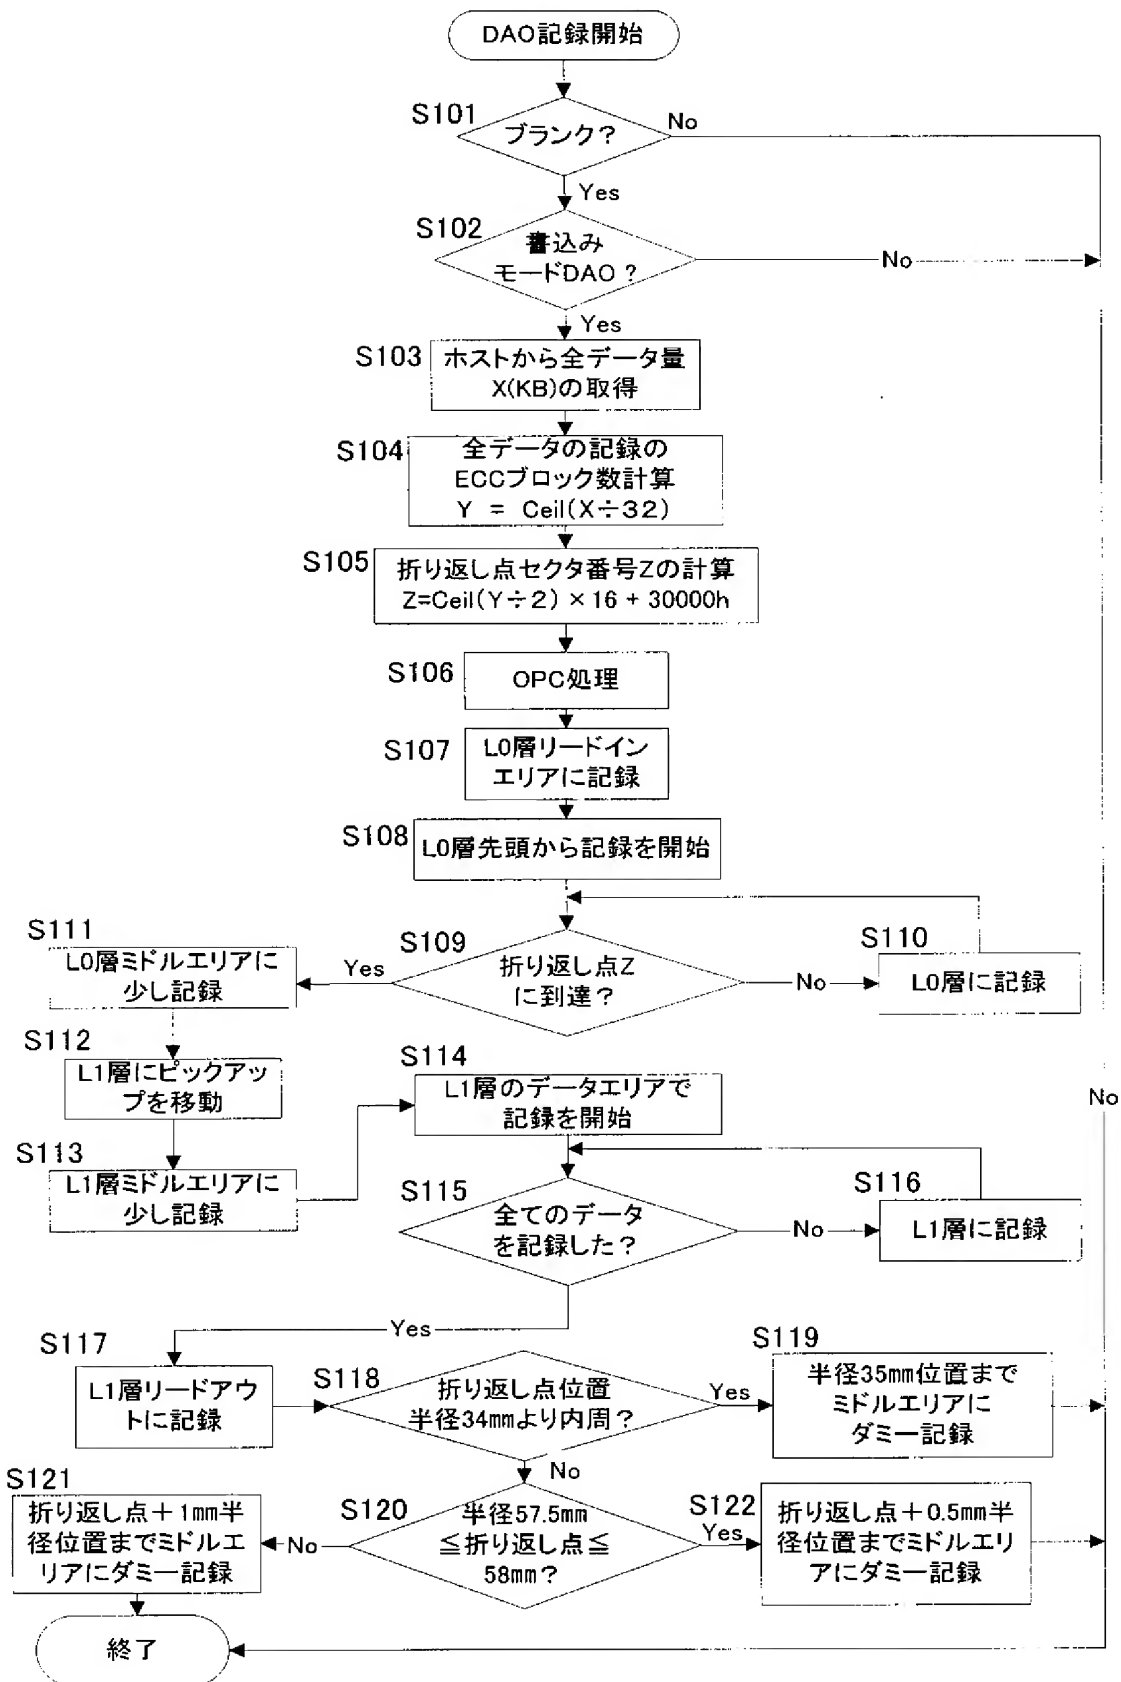 DAO記録開始
S101
ブランク？
No
Yes
S102
書込み
モードDAO？
No
Yes
S103
ホストから全データ量
X(KB)の取得
S104
全データの記録の
ECCブロック数計算
Y = Ceil(X÷32)
S105
折り返し点セクタ番号Zの計算
Z=Ceil(Y÷2)×16+30000h
S106
OPC処理
S107
L0層リードイン
エリアに記録
S108
L0層先頭から記録を開始
S109
折り返し点Z
に到達？
Yes
No
S110
L0層に記録
S111
L0層ミドルエリアに
少し記録
S112
L1層にピックアッ
プを移動
S113
L1層ミドルエリアに
少し記録
S114
L1層のデータエリアで
記録を開始
No
S115
全てのデータ
を記録した？
No
S116
L1層に記録
Yes
S117
L1層リードアウ
トに記録
S118
折り返し点位置
半径34mmより内周？
Yes
S119
半径35mm位置まで
ミドルエリアに
ダミー記録
No
S120
半径57.5mm
≦折り返し点≦
58mm？
No
S121
折り返し点＋1mm半
径位置までミドルエ
リアにダミー記録
Yes
S122
折り返し点＋0.5mm半
径位置までミドルエリ
アにダミー記録
終了